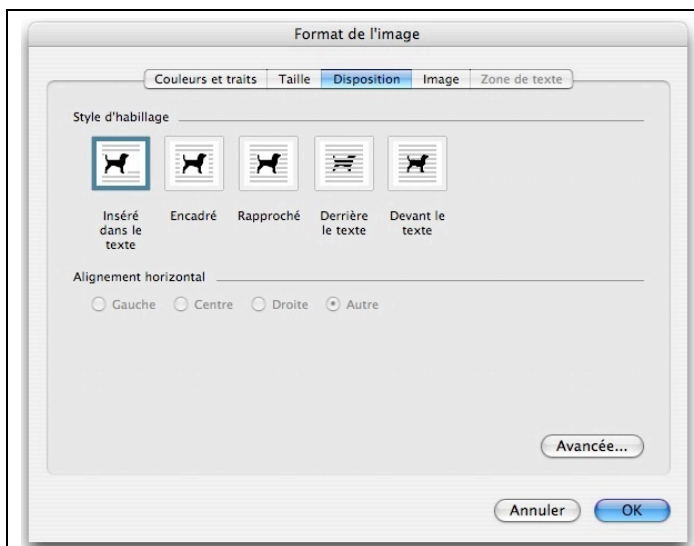 Format de l'image
Couleurs et traits Taille Disposition Image Zone de texte
Style d'habillage
Inséré dans le texte
Encadré
Rapproché
Derrière le texte
Devant le texte
Alignement horizontal
Gauche Centre Droite Autre
Avancée...
Annuler OK